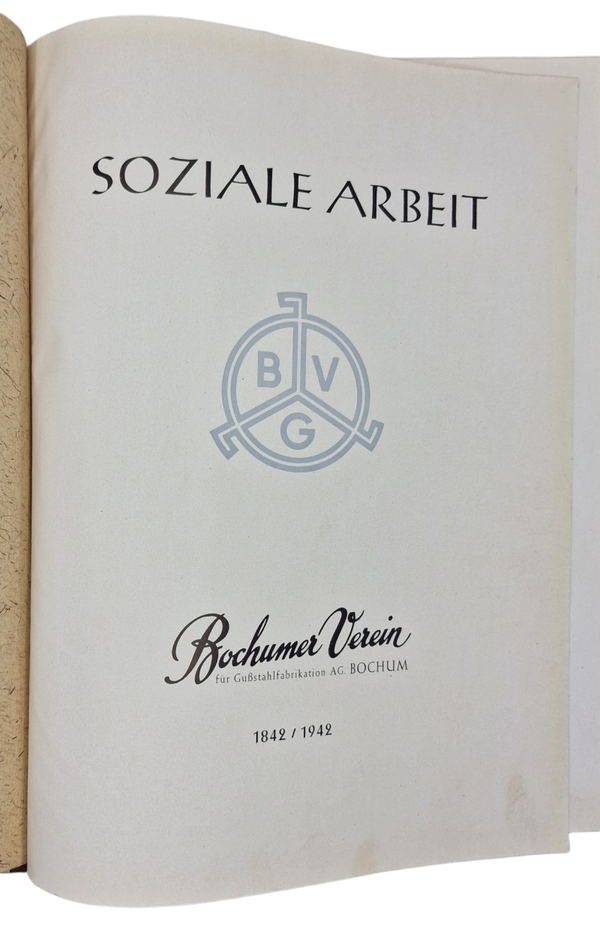 SOZIALE ARBEIT
B V
G
Bochumer Verein
für Gußstahlfabrikation AG. BOCHUM
1842 / 1942